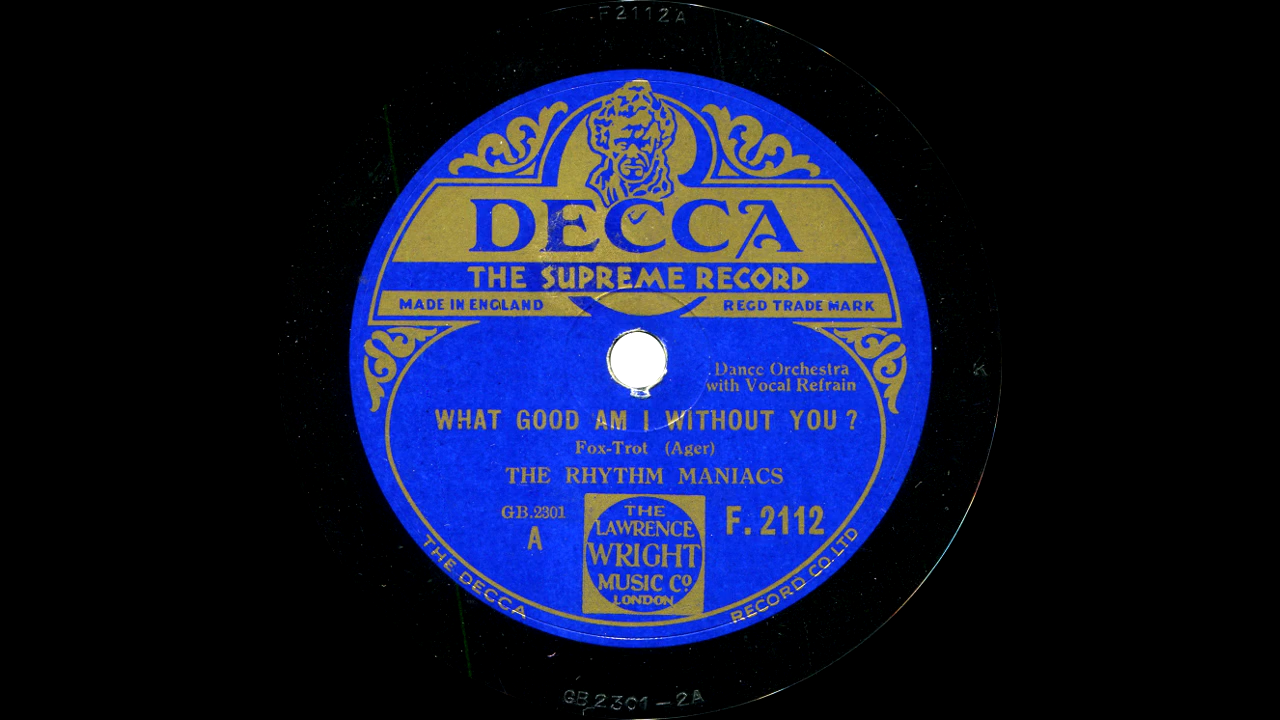 F2112A
DECCA
THE SUPREME RECORD
MADE IN ENGLAND REGD TRADE MARK
Dance Orchestra
with Vocal Refrain
WHAT GOOD AM I WITHOUT YOU ?
Fox-Trot (Ager)
THE RHYTHM MANIACS
GB.2301
A
F. 2112
THE
LAWRENCE
WRIGHT
MUSIC Co
LONDON
THE DECCA RECORD CO. LTD
GB2301-2A